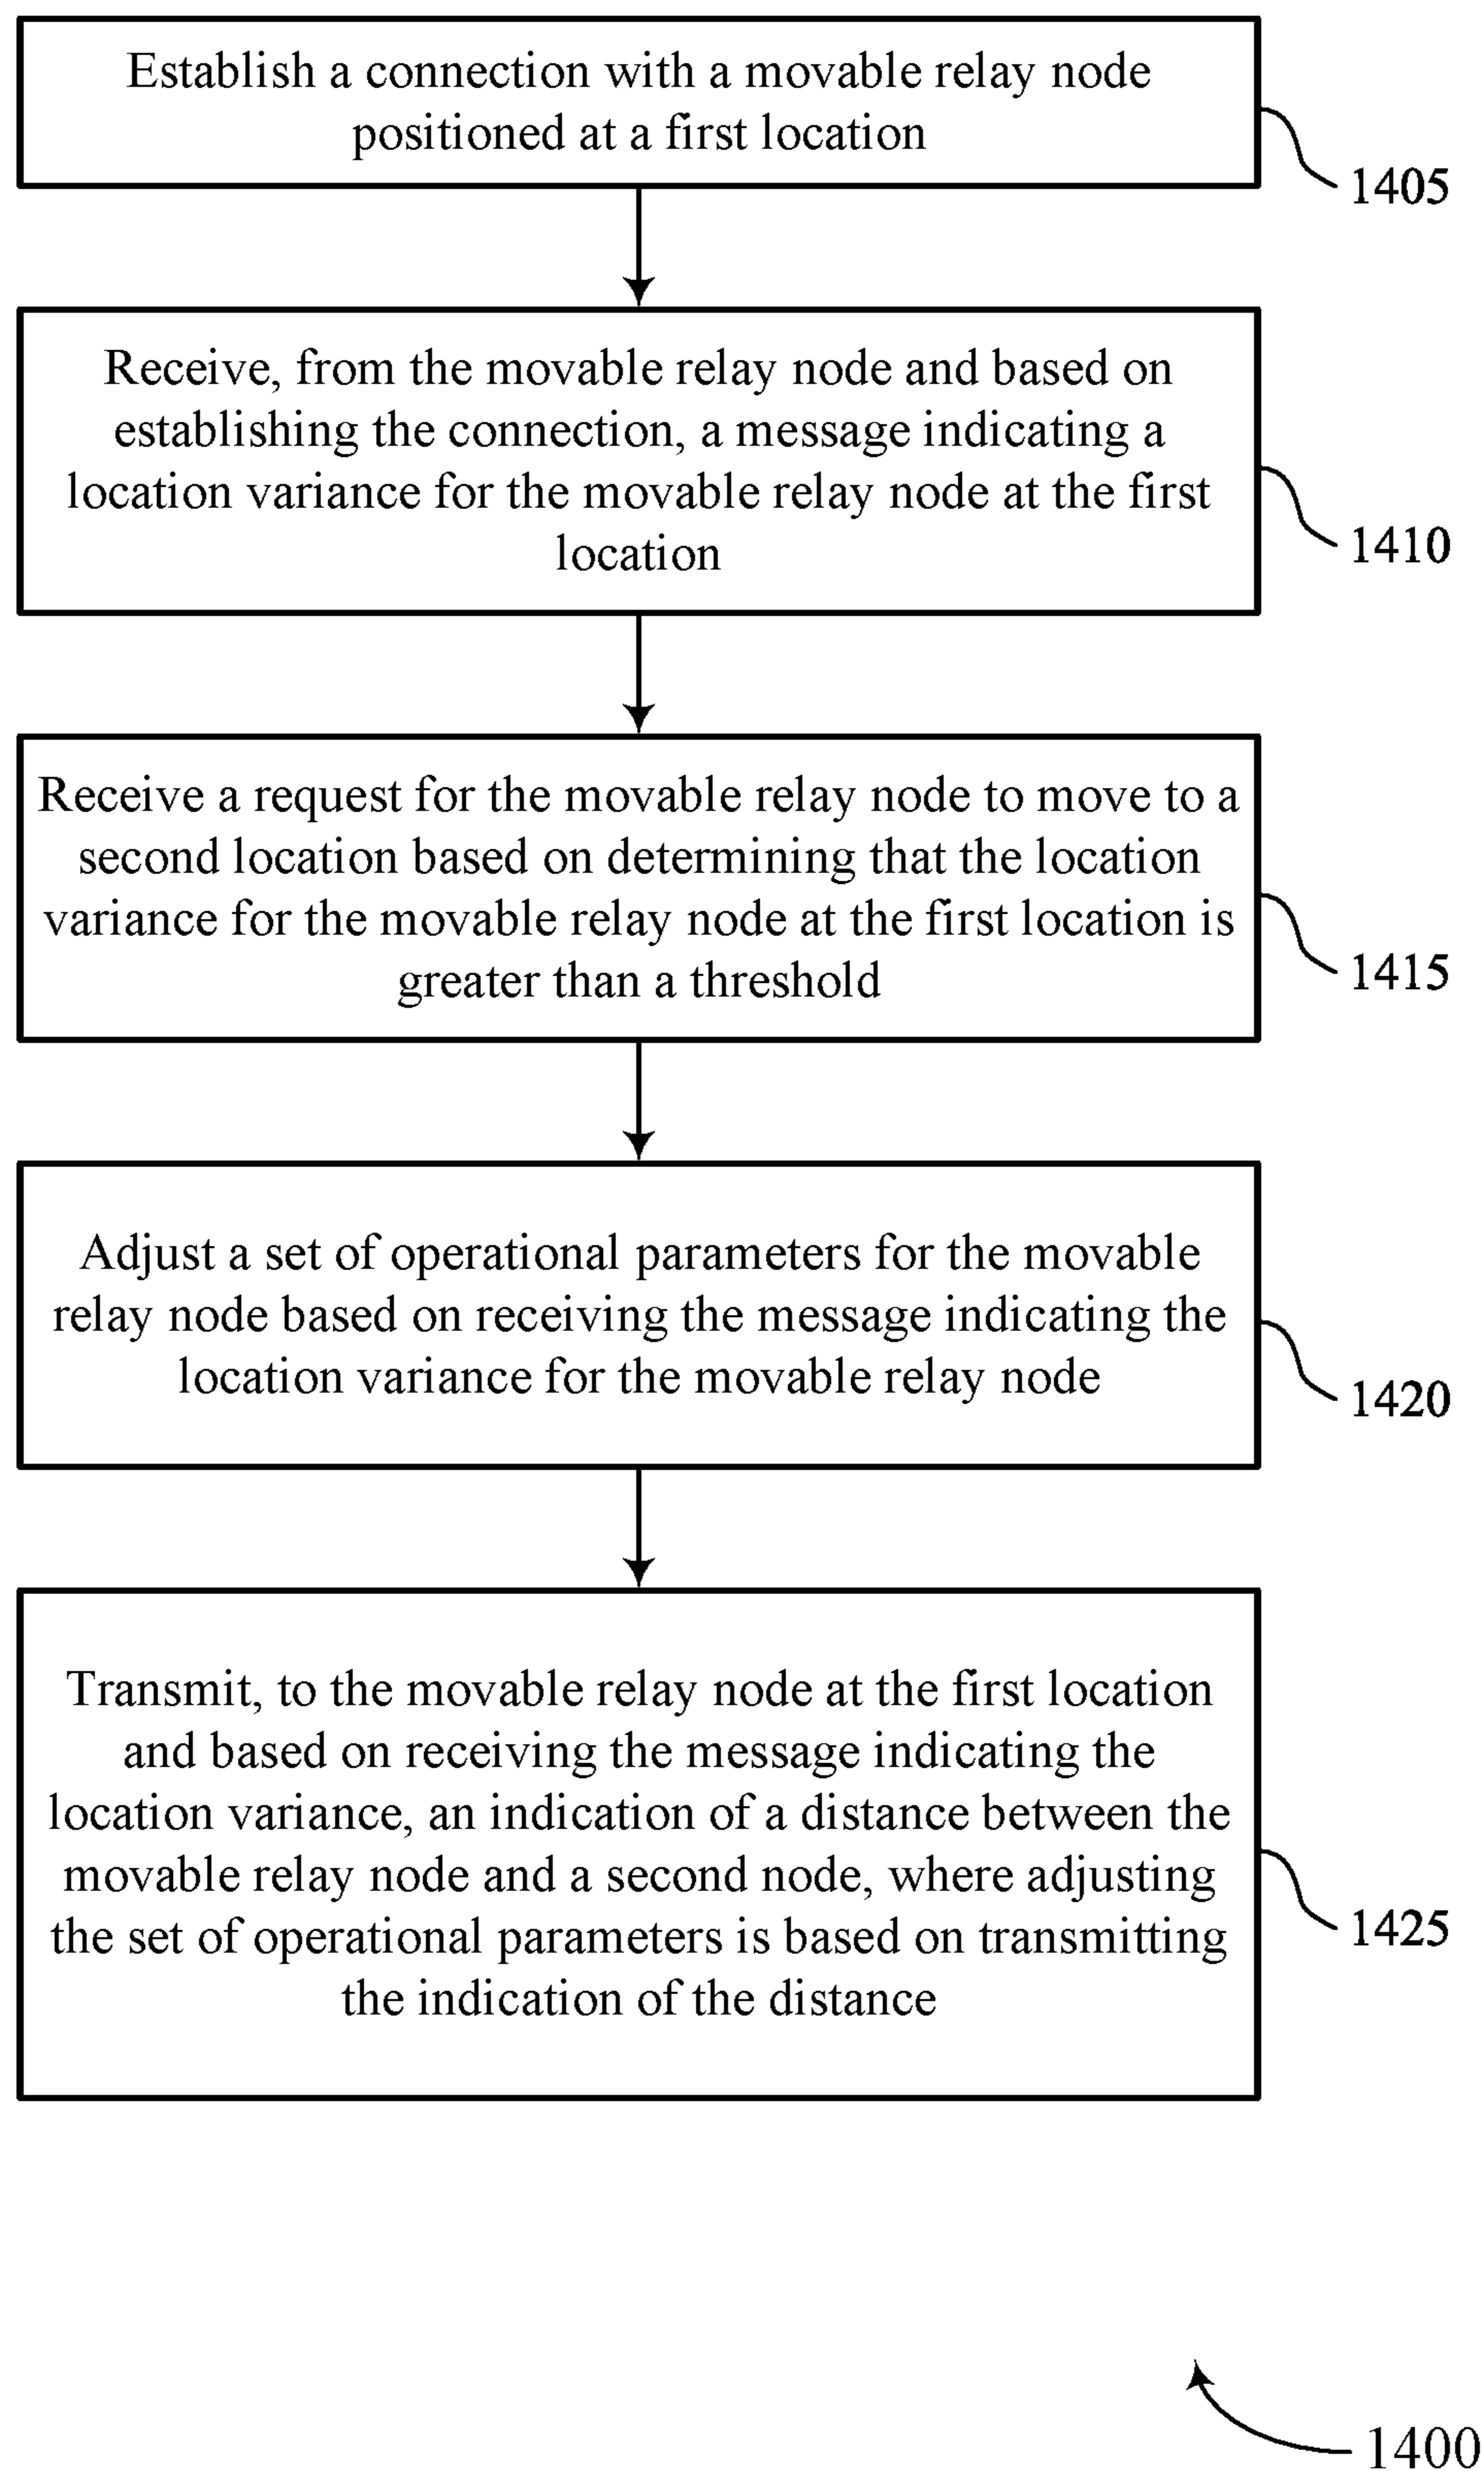 Establish a connection with a movable relay node
positioned at a first location
1405
Receive, from the movable relay node and based on
establishing the connection, a message indicating a
location variance for the movable relay node at the first
location
1410
Receive a request for the movable relay node to move to a
second location based on determining that the location
variance for the movable relay node at the first location is
greater than a threshold
1415
Adjust a set of operational parameters for the movable
relay node based on receiving the message indicating the
location variance for the movable relay node
1420
Transmit, to the movable relay node at the first location
and based on receiving the message indicating the
location variance, an indication of a distance between the
movable relay node and a second node, where adjusting
the set of operational parameters is based on transmitting
the indication of the distance
1425
1400